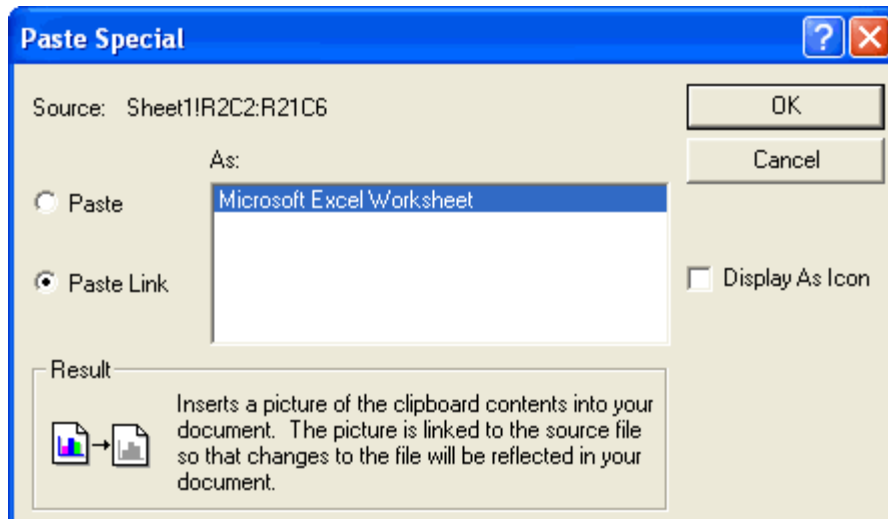 Paste Special
Source: Sheet1!R2C2:R21C6
OK
As:
Cancel
Paste
Microsoft Excel Worksheet
Paste Link
Display As Icon
Result
Inserts a picture of the clipboard contents into your
document. The picture is linked to the source file
so that changes to the file will be reflected in your
document.